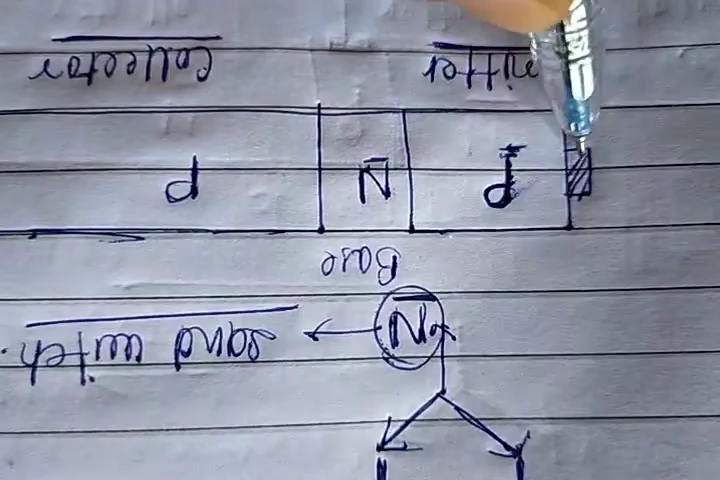 N → sand witch.
Base
P N P
Collector